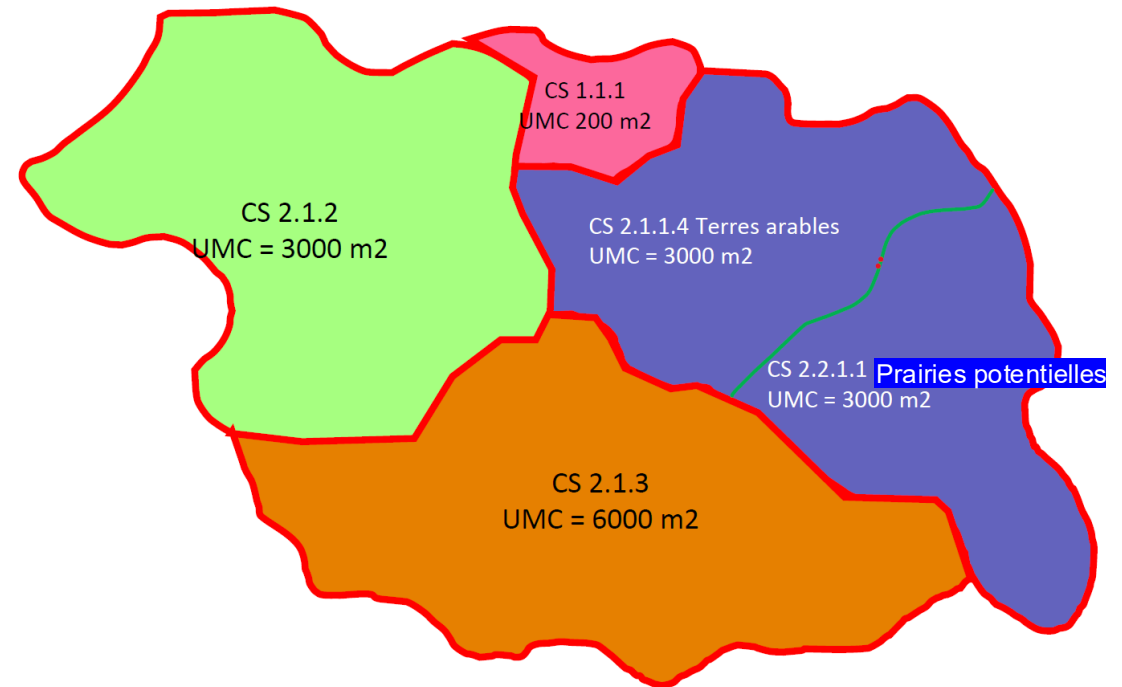 CS 1.1.1
UMC 200 m2
CS 2.1.2
UMC = 3000 m2
CS 2.1.1.4 Terres arables
UMC = 3000 m2
CS 2.2.1.1 Prairies potentielles
UMC = 3000 m2
CS 2.1.3
UMC = 6000 m2